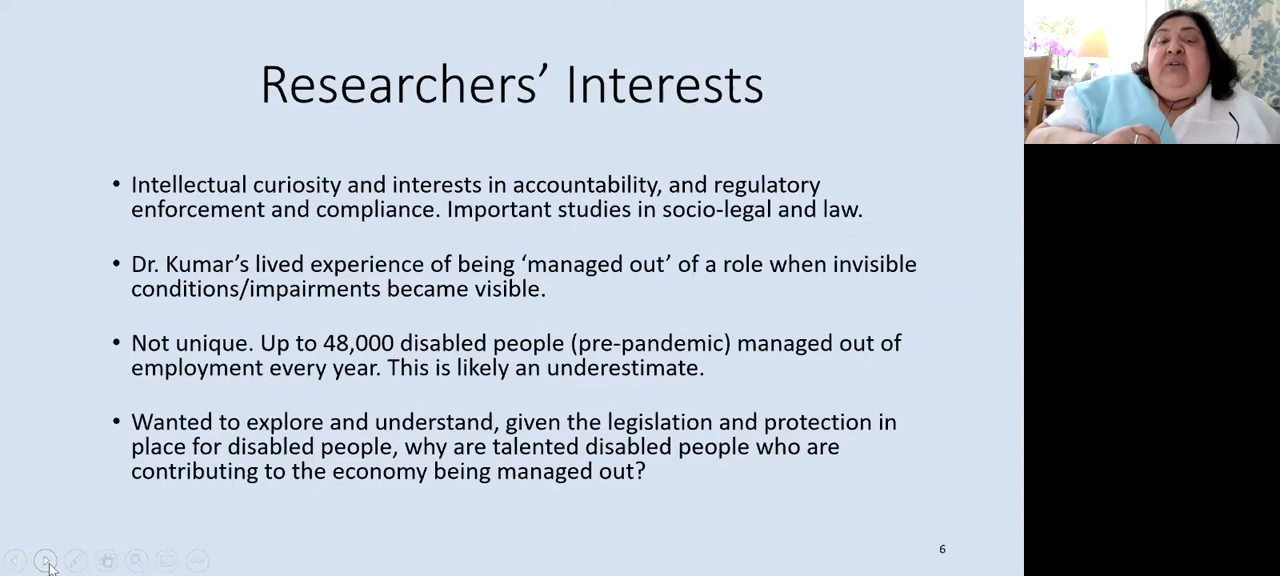 Researchers’ Interests
• Intellectual curiosity and interests in accountability, and regulatory
enforcement and compliance. Important studies in socio-legal and law.
• Dr. Kumar’s lived experience of being ‘managed out’ of a role when invisible
conditions/impairments became visible.
• Not unique. Up to 48,000 disabled people (pre-pandemic) managed out of
employment every year. This is likely an underestimate.
• Wanted to explore and understand, given the legislation and protection in
place for disabled people, why are talented disabled people who are
contributing to the economy being managed out?
6